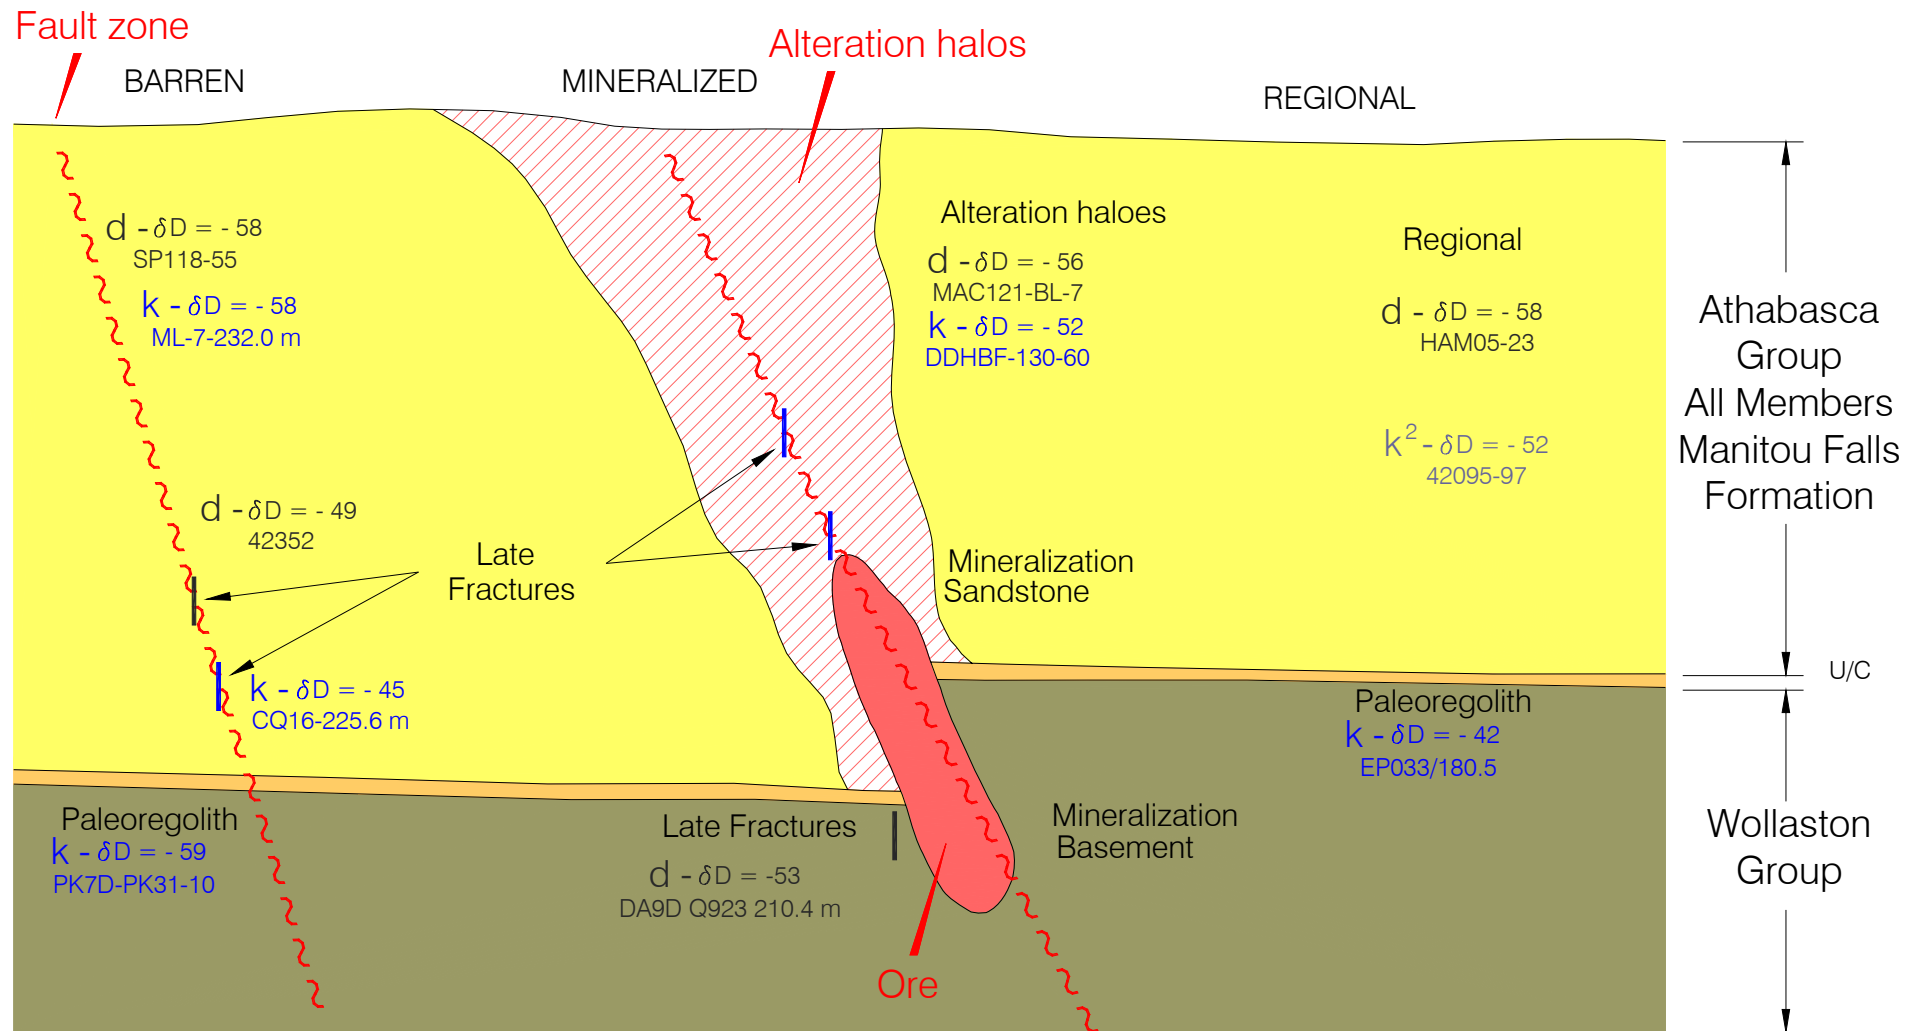 Fault zone
BARREN
MINERALIZED
Alteration halos
REGIONAL
d - δD = - 58
SP118-55
k - δD = - 58
ML-7-232.0 m
d - δD = - 49
42352
Late
Fractures
k - δD = - 45
CQ16-225.6 m
Paleoregolith
k - δD = - 59
PK7D-PK31-10
Late Fractures
d - δD = -53
DA9D Q923 210.4 m
Ore
Alteration haloes
d - δD = - 56
MAC121-BL-7
k - δD = - 52
DDHBF-130-60
Mineralization
Sandstone
Mineralization
Basement
Regional
d - δD = - 58
HAM05-23
k² - δD = - 52
42095-97
Paleoregolith
k - δD = - 42
EP033/180.5
Athabasca
Group
All Members
Manitou Falls
Formation
U/C
Wollaston
Group